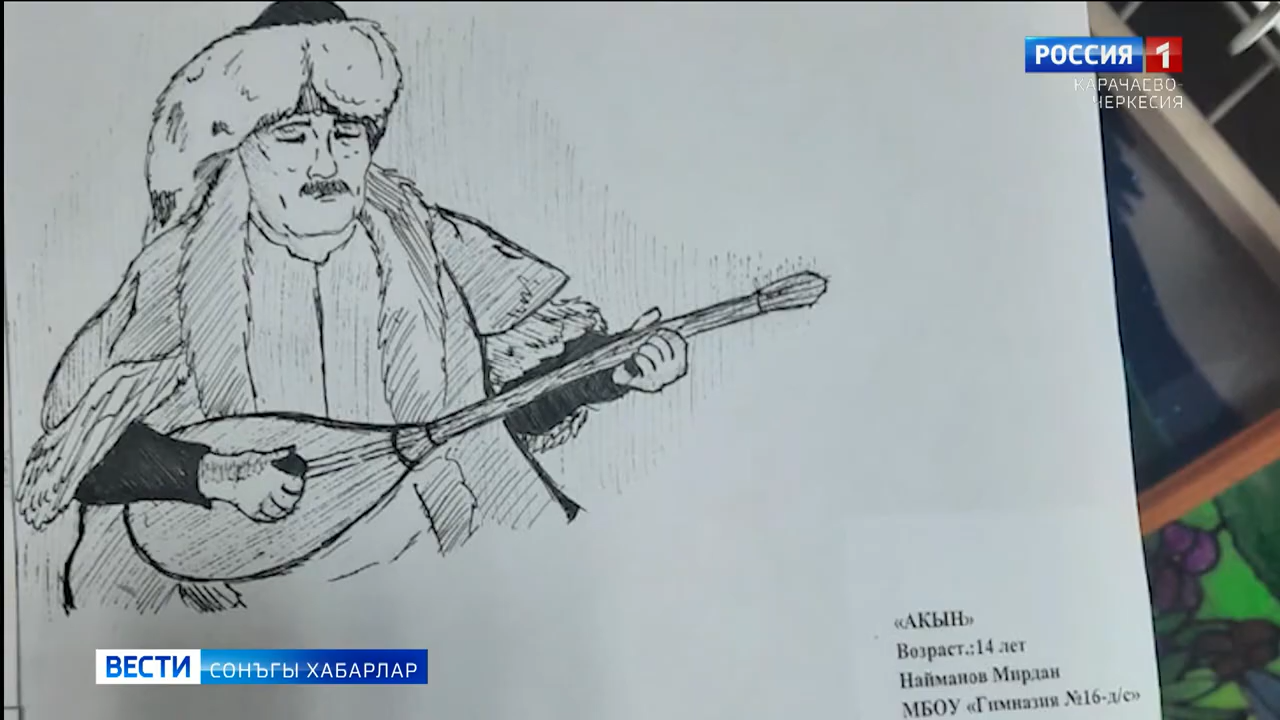 РОССИЯ 1
КАРАЧАЕВО-
ЧЕРКЕСИЯ
«АКЫН»
Возраст.:14 лет
Найманов Мирдан
МБОУ «Гимназия №16-д/с»
ВЕСТИ СОНЪГЫ ХАБАРЛАР